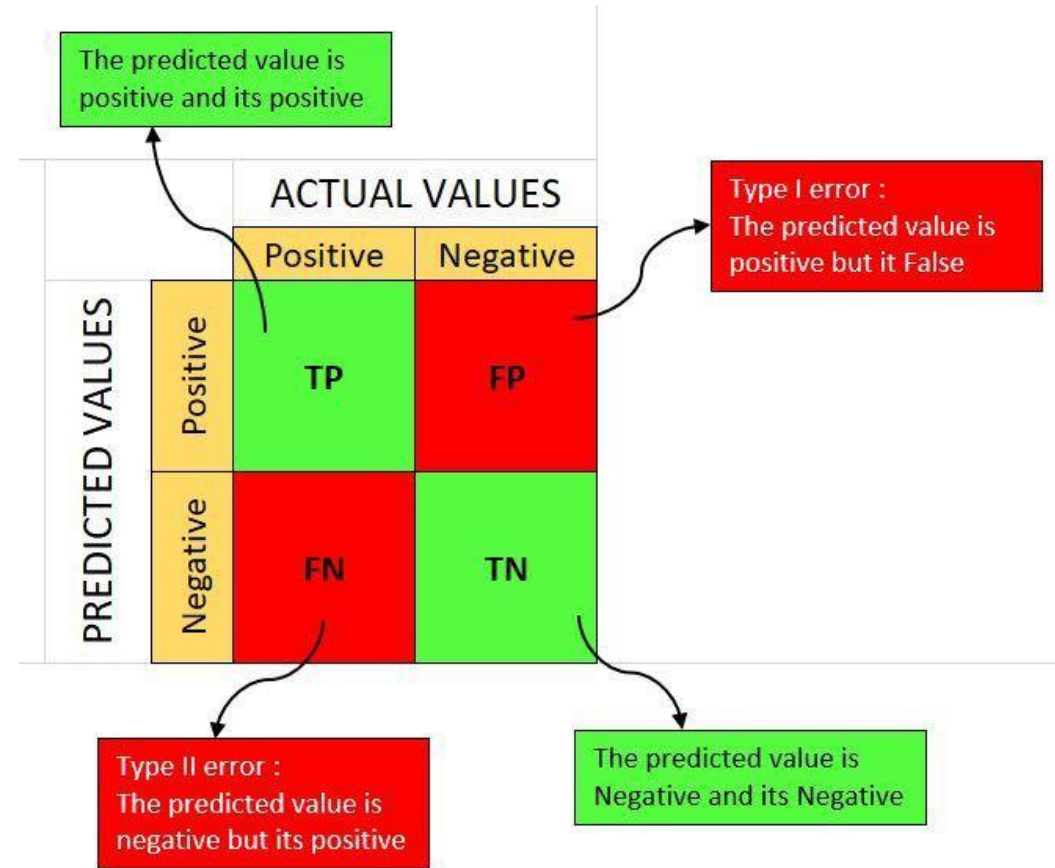 The predicted value is
positive and its positive
ACTUAL VALUES
Type I error :
The predicted value is
positive but it False
Positive
Negative
PREDICTED VALUES
Positive
TP
FP
Negative
FN
TN
Type II error :
The predicted value is
negative but its positive
The predicted value is
Negative and its Negative